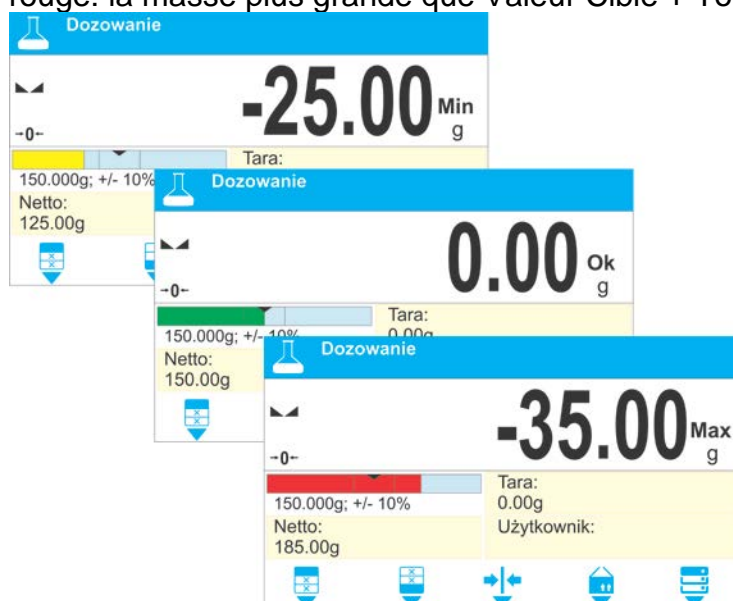 rouge: la masse plus grande que Valeur Cible +
Dozowanie
-25.00 Min
g
→0←
Tara:
150.000g; +/- 10%
Netto:
125.00g
Dozowanie
0.00 Ok
g
→0←
Tara:
0.00g
150.000g; +/- 10%
Netto:
150.00g
Dozowanie
-35.00 Max
g
→0←
Tara:
0.00g
150.000g; +/- 10%
Netto:
185.00g
Użytkownik: